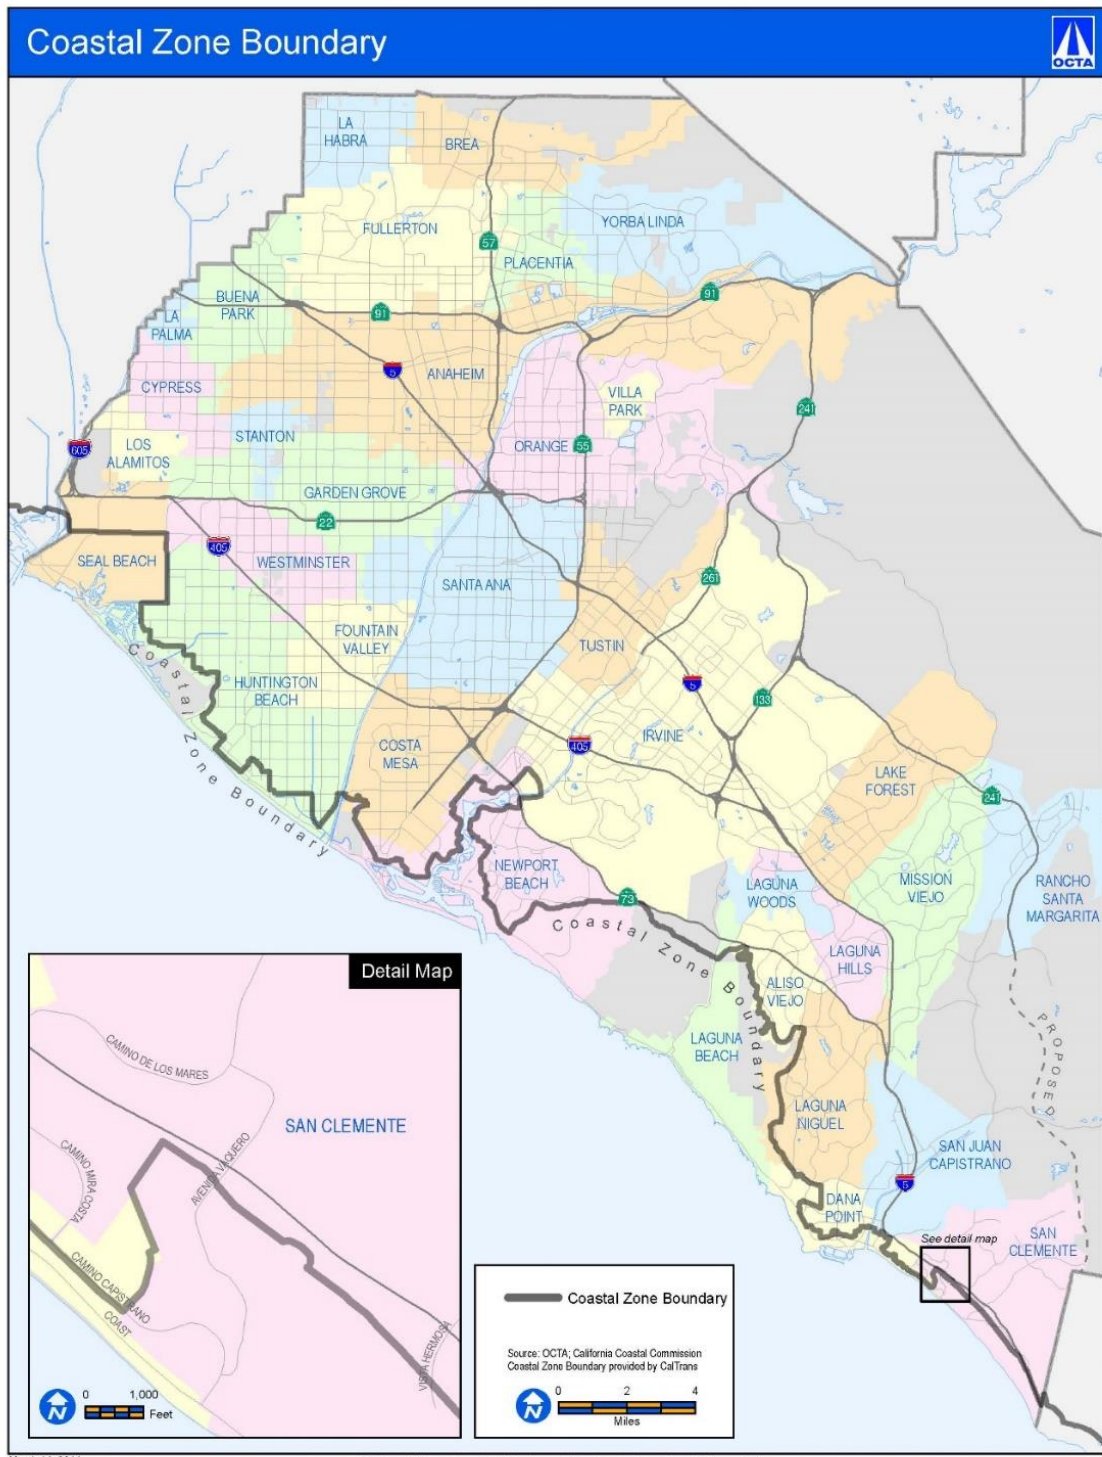 Coastal Zone Boundary
OCTA
LA
HABRA
BREA
FULLERTON
57
PLACENTIA
YORBA LINDA
BUENA
PARK
LA
PALMA
91
91
5
ANAHEIM
CYPRESS
VILLA
PARK
241
STANTON
ORANGE
55
605
LOS
ALAMITOS
GARDEN GROVE
22
405
WESTMINSTER
SEAL BEACH
SANTA ANA
261
FOUNTAIN
VALLEY
TUSTIN
Coastal Zone Boundary
HUNTINGTON
BEACH
5
133
COSTA
MESA
405
IRVINE
LAKE
FOREST
241
NEWPORT
BEACH
73
LAGUNA
WOODS
MISSION
VIEJO
RANCHO
SANTA
MARGARITA
Coastal Zone Boundary
LAGUNA
HILLS
ALISO
VIEJO
LAGUNA
BEACH
PROPOSED
LAGUNA
NIGUEL
SAN JUAN
CAPISTRANO
5
DANA
POINT
SAN
CLEMENTE
See detail map
Detail Map
CAMINO DE LOS MARES
SAN CLEMENTE
CAMINO MIRA COSTA
AVENIDA VAQUERO
CAMINO CAPISTRANO
COAST
VISTA HERMOSA
N
0 1,000
Feet
Coastal Zone Boundary
Source: OCTA; California Coastal Commission
Coastal Zone Boundary provided by CalTrans
N
0 2 4
Miles